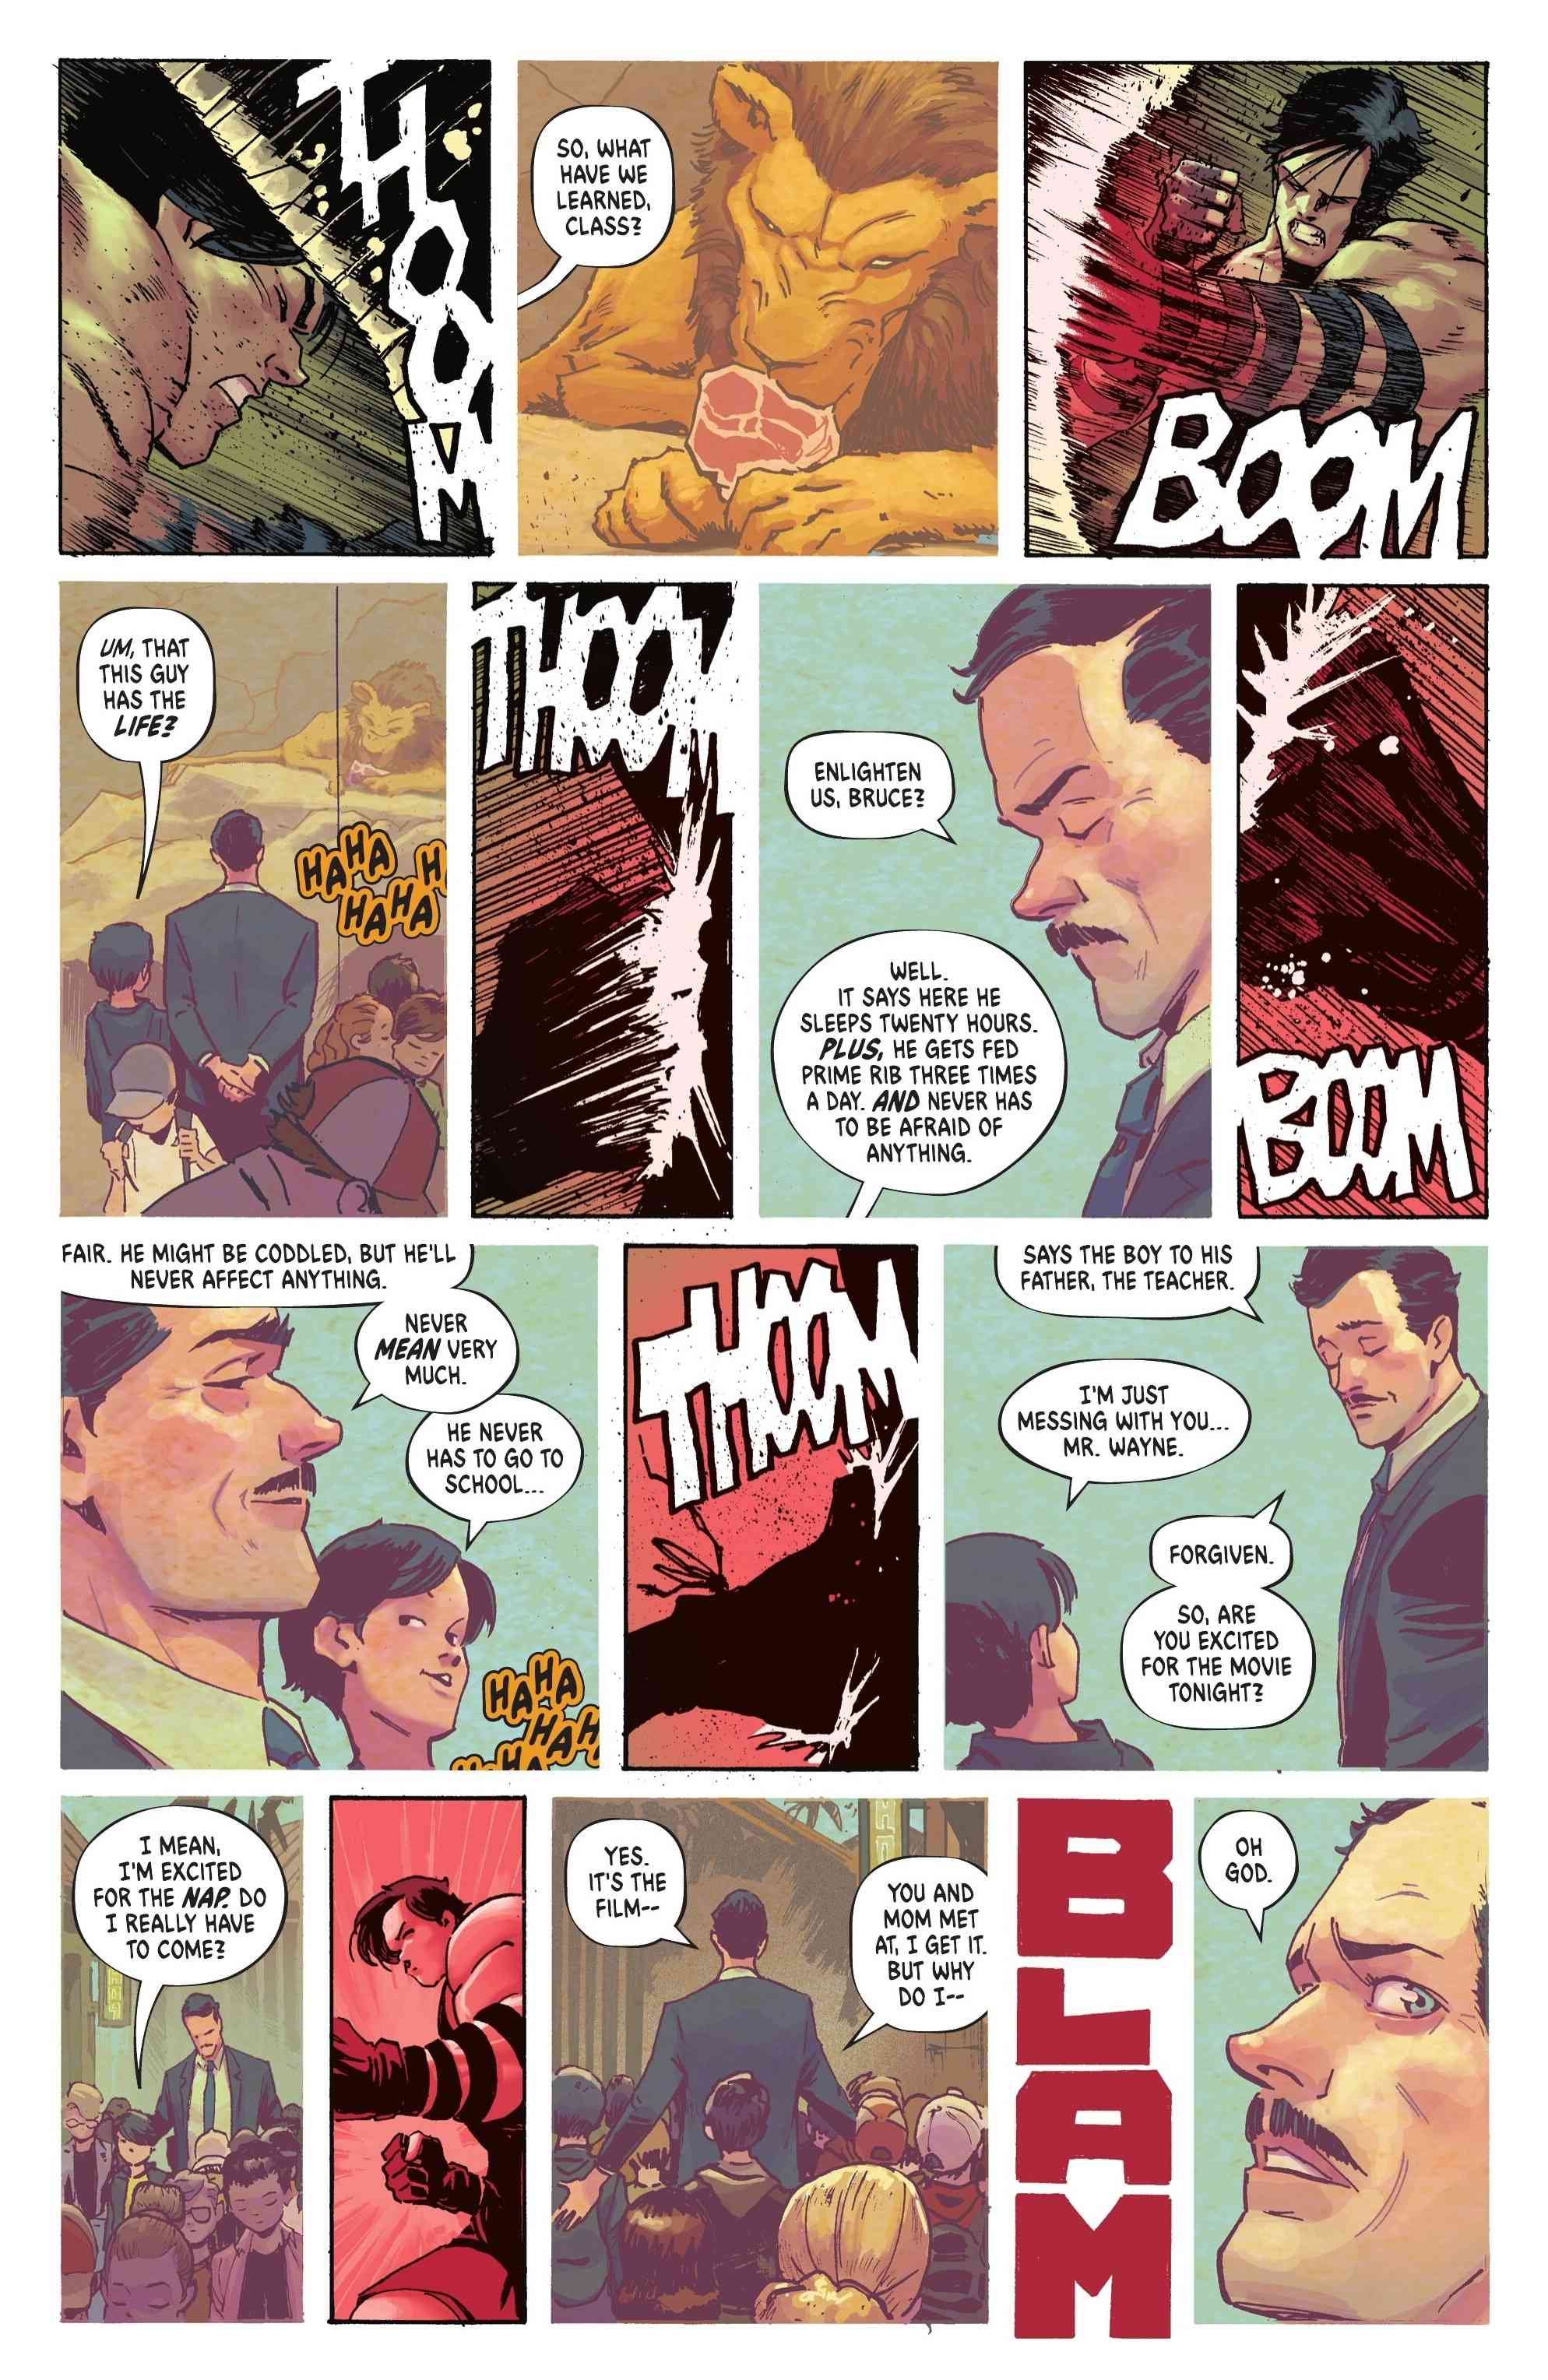 THOOM
SO, WHAT
HAVE WE
LEARNED,
CLASS?
BOOM
UM, THAT
THIS GUY
HAS THE
LIFE?
HAHA H
HAHA
THOOM
ENLIGHTEN
US, BRUCE?
WELL.
IT SAYS HERE HE
SLEEPS TWENTY HOURS.
PLUS, HE GETS FED
PRIME RIB THREE TIMES
A DAY. AND NEVER HAS
TO BE AFRAID OF
ANYTHING.
BOOM
FAIR. HE MIGHT BE CODDLED, BUT HE'LL
NEVER AFFECT ANYTHING.
NEVER
MEAN VERY
MUCH.
HE NEVER
HAS TO GO TO
SCHOOL...
HAHA
HAH
HAHA
THOOM
SAYS THE BOY TO HIS
FATHER, THE TEACHER.
I'M JUST
MESSING WITH YOU...
MR. WAYNE.
FORGIVEN.
SO, ARE
YOU EXCITED
FOR THE MOVIE
TONIGHT?
I MEAN,
I'M EXCITED
FOR THE NAP. DO
I REALLY HAVE
TO COME?
YES.
IT'S THE
FILM--
YOU AND
MOM MET
AT, I GET IT.
BUT WHY
DO I--
BLAM
OH
GOD.